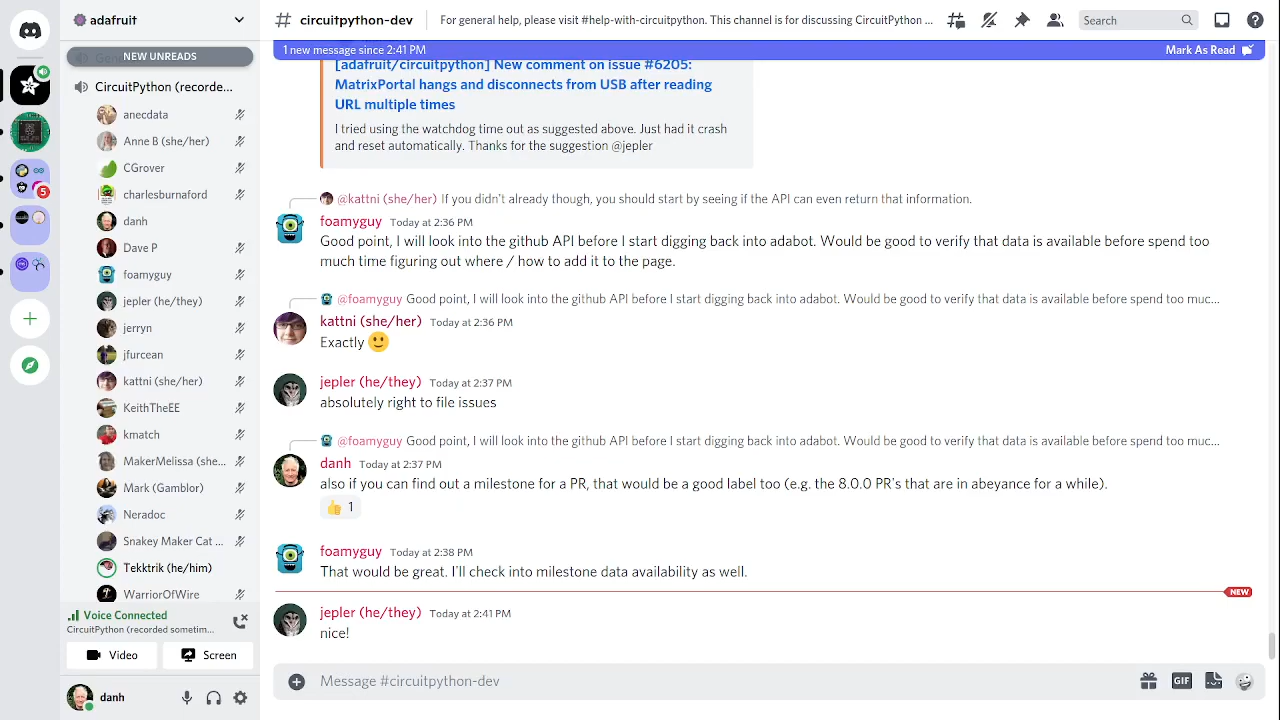 adafruit
circuitpython-dev
For general help, please visit #help-with-circuitpython. This channel is for discussing CircuitPython ...
Search
NEW UNREADS
1 new message since 2:41 PM
Mark As Read
CircuitPython (recorde...
anecdata
Anne B (she/her)
CGrover
charlesburnaford
danh
Dave P
foamyguy
jepler (he/they)
jerryn
jfurcean
kattni (she/her)
KeithTheEE
kmatch
MakerMelissa (she...
Mark (Gamblor)
Neradoc
Snakey Maker Cat ...
Tekktrik (he/him)
WarriorOfWire
Voice Connected
CircuitPython (recorded sometim...
Video
Screen
danh
5
[adafruit/circuitpython] New comment on issue #6205:
MatrixPortal hangs and disconnects from USB after reading
URL multiple times
I tried using the watchdog time out as suggested above. Just had it crash
and reset automatically. Thanks for the suggestion @jepler
@kattni (she/her) If you didn't already though, you should start by seeing if the API can even return that information.
foamyguy Today at 2:36 PM
Good point, I will look into the github API before I start digging back into adabot. Would be good to verify that data is available before spend too
much time figuring out where / how to add it to the page.
@foamyguy Good point, I will look into the github API before I start digging back into adabot. Would be good to verify that data is available before spend too muc...
kattni (she/her) Today at 2:36 PM
Exactly
jepler (he/they) Today at 2:37 PM
absolutely right to file issues
@foamyguy Good point, I will look into the github API before I start digging back into adabot. Would be good to verify that data is available before spend too muc...
danh Today at 2:37 PM
also if you can find out a milestone for a PR, that would be a good label too (e.g. the 8.0.0 PR's that are in abeyance for a while).
1
foamyguy Today at 2:38 PM
That would be great. I'll check into milestone data availability as well.
NEW
jepler (he/they) Today at 2:41 PM
nice!
Message #circuitpython-dev
GIF